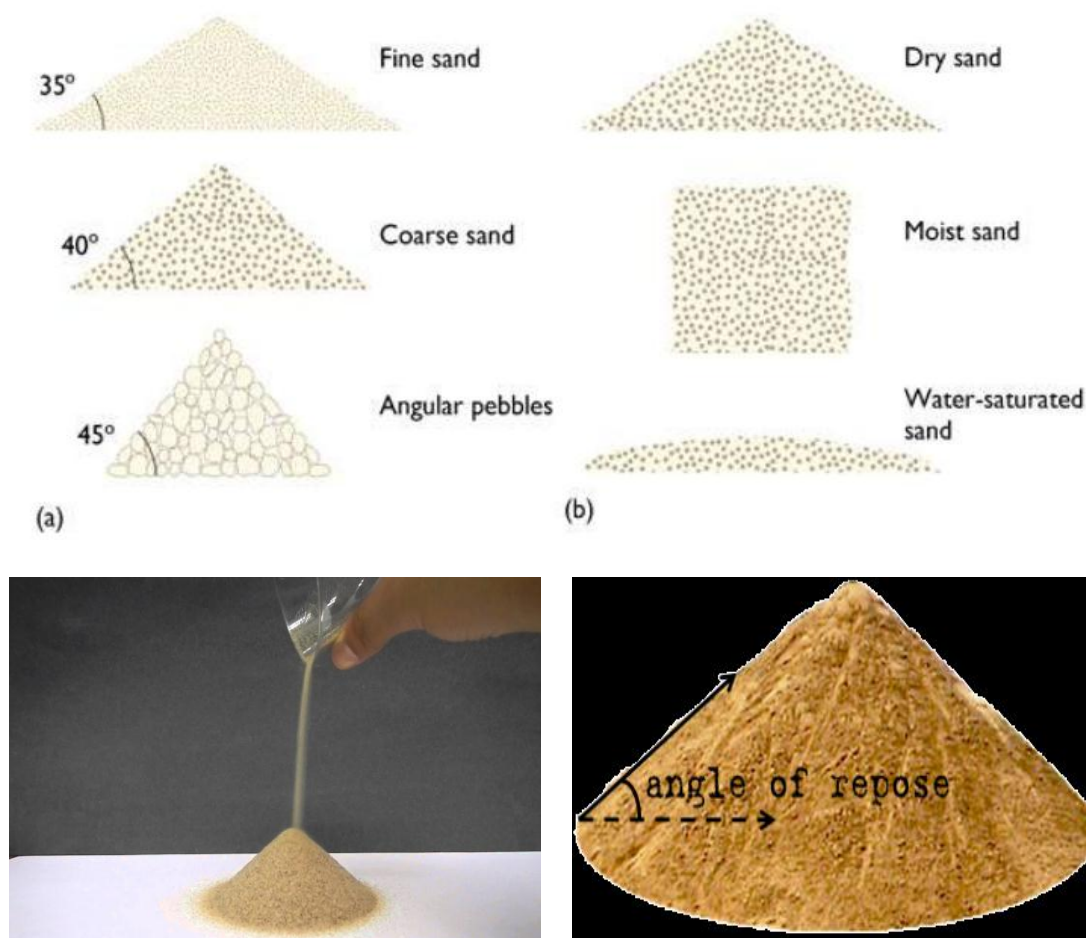 35°
Fine sand
40°
Coarse sand
45°
Angular pebbles
(a)
Dry sand
Moist sand
Water-saturated
sand
(b)
angle of repose